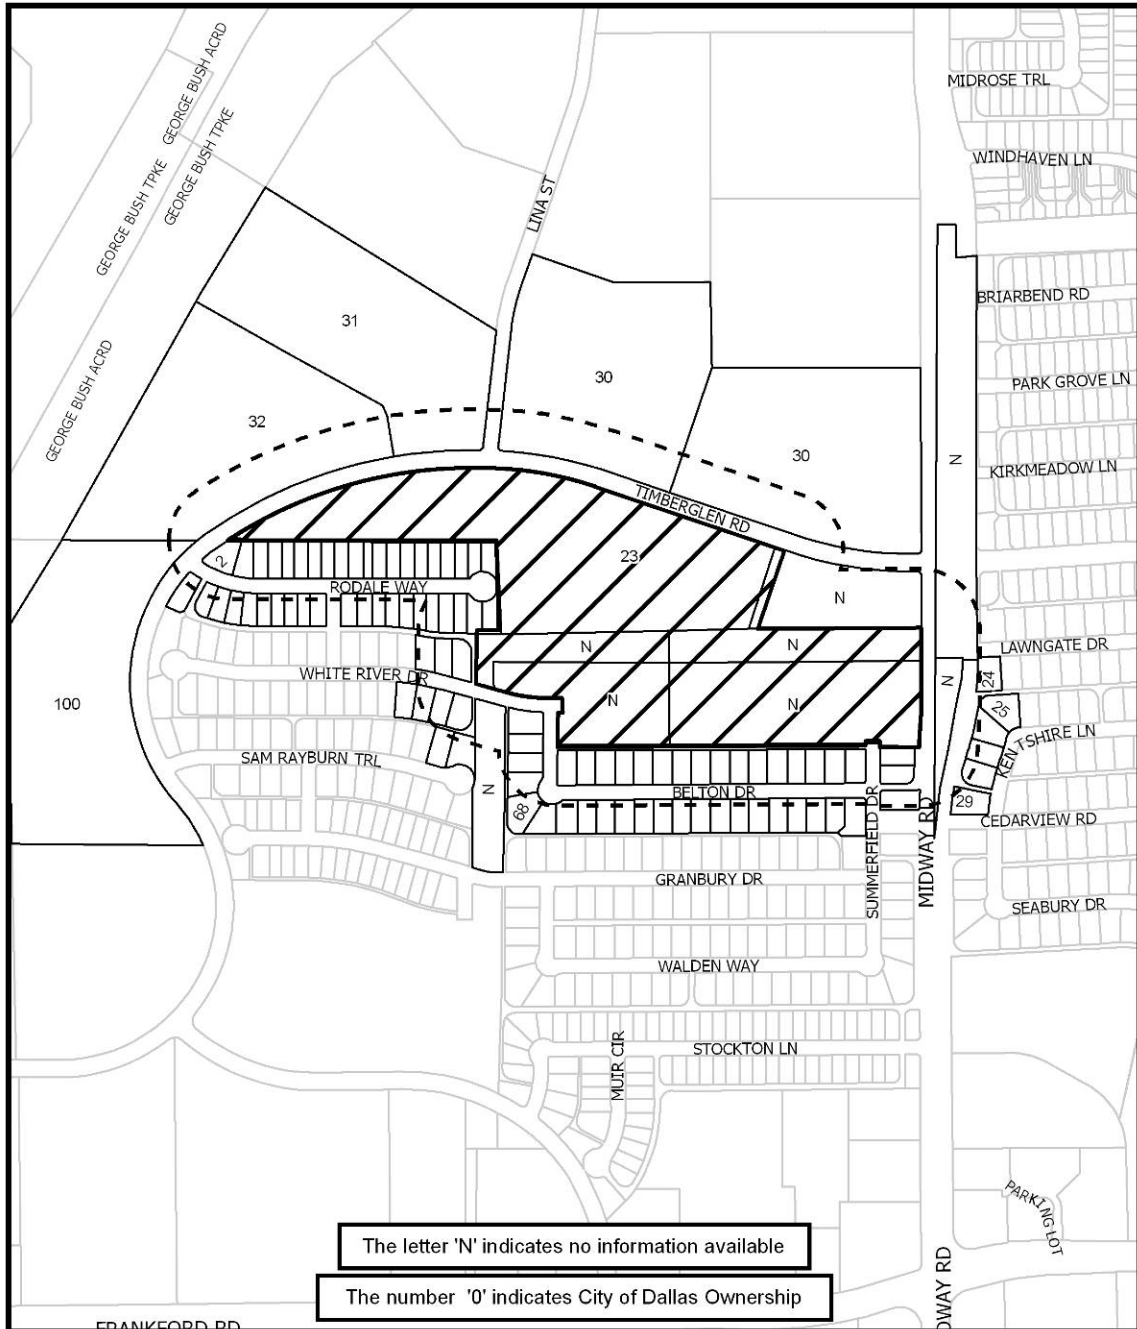 GEORGE BUSH ACRD
GEORGE BUSH TPKE
GEORGE BUSH TPKE
GEORGE BUSH ACRD
LINA ST
MIDROSE TRL
WINDHAVEN LN
BRIARBEND RD
PARK GROVE LN
KIRKMEADOW LN
31
30
32
30
N
TIMBERGLEN RD
23
2
RODALE WAY
N
N
N
LAWNGATE DR
WHITE RIVER DR
N
24
N
N
25
100
KENTSHIRE LN
SAM RAYBURN TRL
N
BELTON DR
68
29
CEDARVIEW RD
MIDWAY RD
SUMMERFIELD DR
GRANBURY DR
SEABURY DR
WALDEN WAY
STOCKTON LN
MUIR CIR
PARKING LOT
The letter 'N' indicates no information available
The number '0' indicates City of Dallas Ownership
DWAY RD
FRANKFORD RD